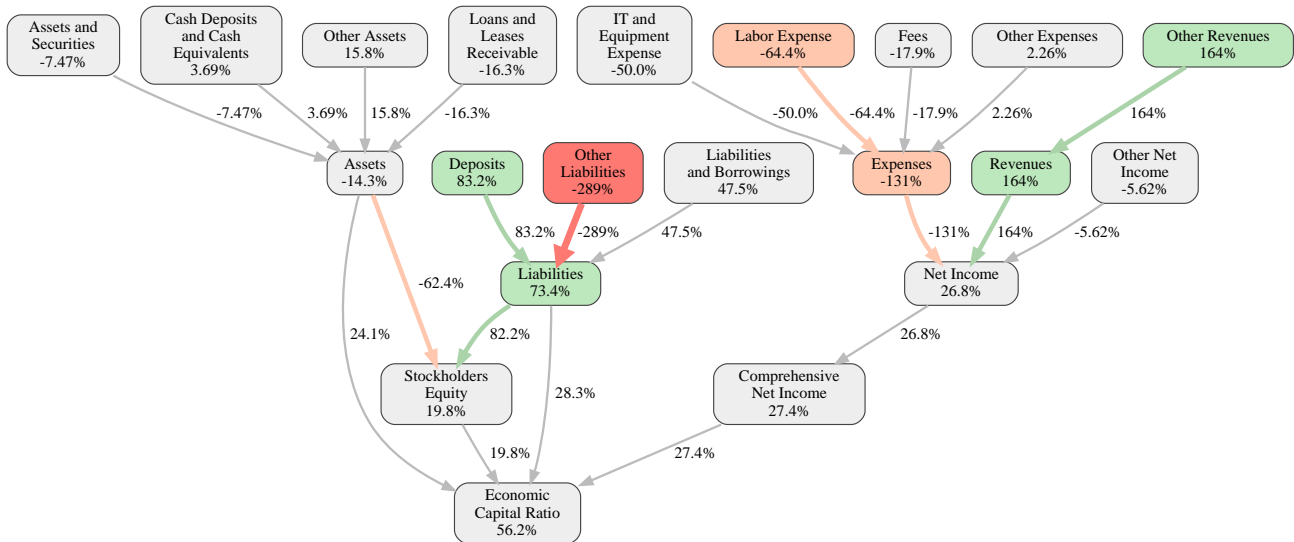 Assets and
Securities
-7.47%
Cash Deposits
and Cash
Equivalents
3.69%
Other Assets
15.8%
Loans and
Leases
Receivable
-16.3%
IT and
Equipment
Expense
-50.0%
Labor Expense
-64.4%
Fees
-17.9%
Other Expenses
2.26%
Other Revenues
164%
-7.47%
3.69%
15.8%
-16.3%
-50.0%
-64.4%
-17.9%
2.26%
164%
Assets
-14.3%
Deposits
83.2%
Other
Liabilities
-289%
Liabilities
and Borrowings
47.5%
Expenses
-131%
Revenues
164%
Other Net
Income
-5.62%
83.2%
-289%
47.5%
-131%
164%
-5.62%
-62.4%
Liabilities
73.4%
Net Income
26.8%
24.1%
82.2%
26.8%
Stockholders
Equity
19.8%
28.3%
Comprehensive
Net Income
27.4%
19.8%
27.4%
Economic
Capital Ratio
56.2%